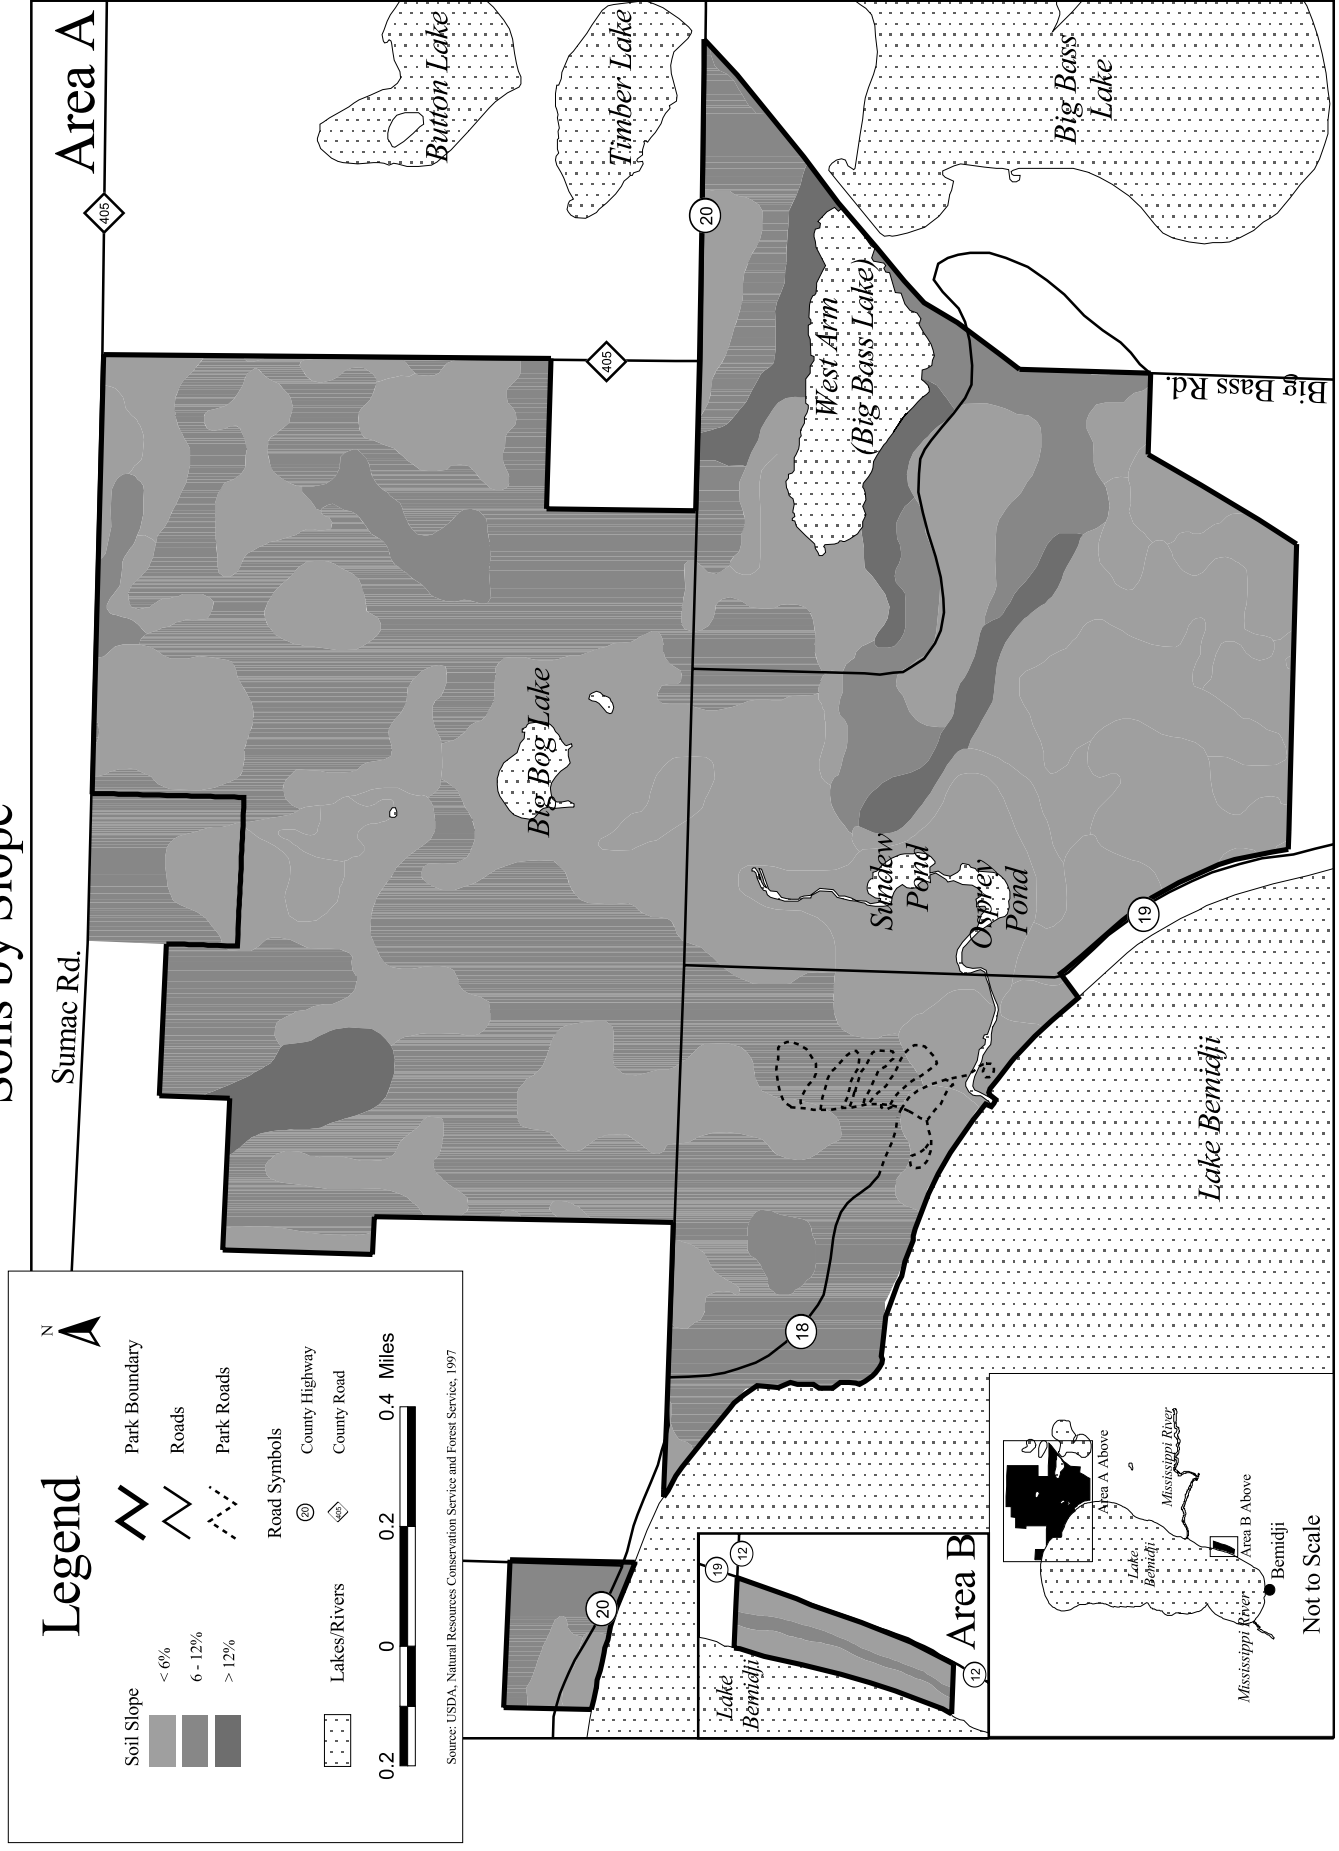 Soils by Slope
Area A
405
Button Lake
Timber Lake
Big Bass
Lake
20
405
West Arm
(Big Bass Lake)
Big Bass Rd.
Sumac Rd.
Big Bog Lake
Sundew
Pond
Osprey
Pond
19
Lake Bemidji
18
20
Legend
N
Soil Slope
< 6%
6 - 12%
> 12%
Lakes/Rivers
Park Boundary
Roads
Park Roads
Road Symbols
20
County Highway
405
County Road
0.2
0
0.2
0.4
Miles
Source: USDA, Natural Resources Conservation Service and Forest Service, 1997
Area B
19
12
12
Lake
Bemidji
Area A Above
Mississippi River
Lake
Bemidji
Area B Above
Bemidji
Mississippi River
Not to Scale